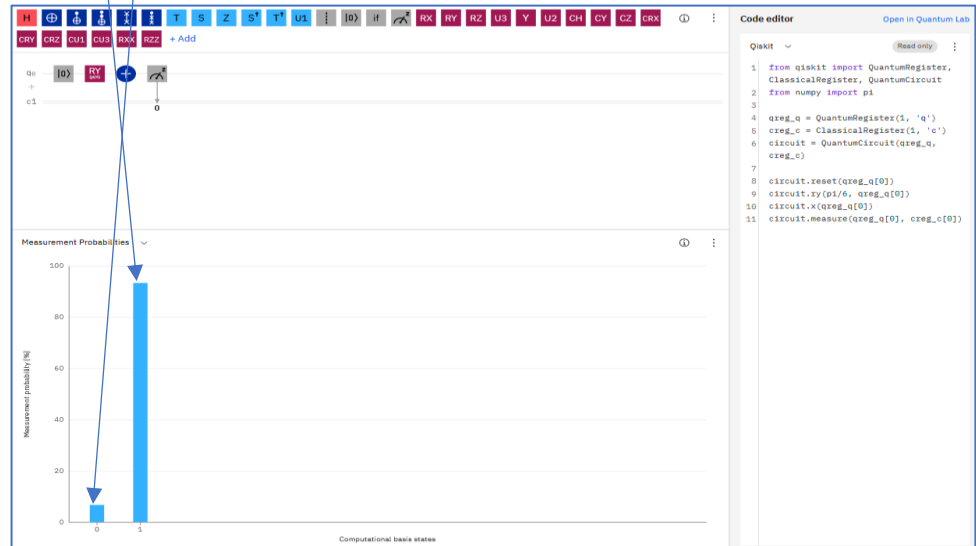 H T S Z S† T† U1 |0⟩ if z RX RY RZ U3 Y U2 CH CY CZ CRX
CRY CRZ CU1 CU3 RXX RZZ + Add
q0 |0⟩ RY
+
c1
0
Measurement Probabilities
100
80
60
40
20
0
Measurement probability [%]
0 1
Computational basis states
Code editor Open in Quantum Lab
Qiskit Read only
1 from qiskit import QuantumRegister,
ClassicalRegister, QuantumCircuit
2 from numpy import pi
3
4 qreg_q = QuantumRegister(1, 'q')
5 creg_c = ClassicalRegister(1, 'c')
6 circuit = QuantumCircuit(qreg_q,
creg_c)
7
8 circuit.reset(qreg_q[0])
9 circuit.ry(pi/6, qreg_q[0])
10 circuit.x(qreg_q[0])
11 circuit.measure(qreg_q[0], creg_c[0])